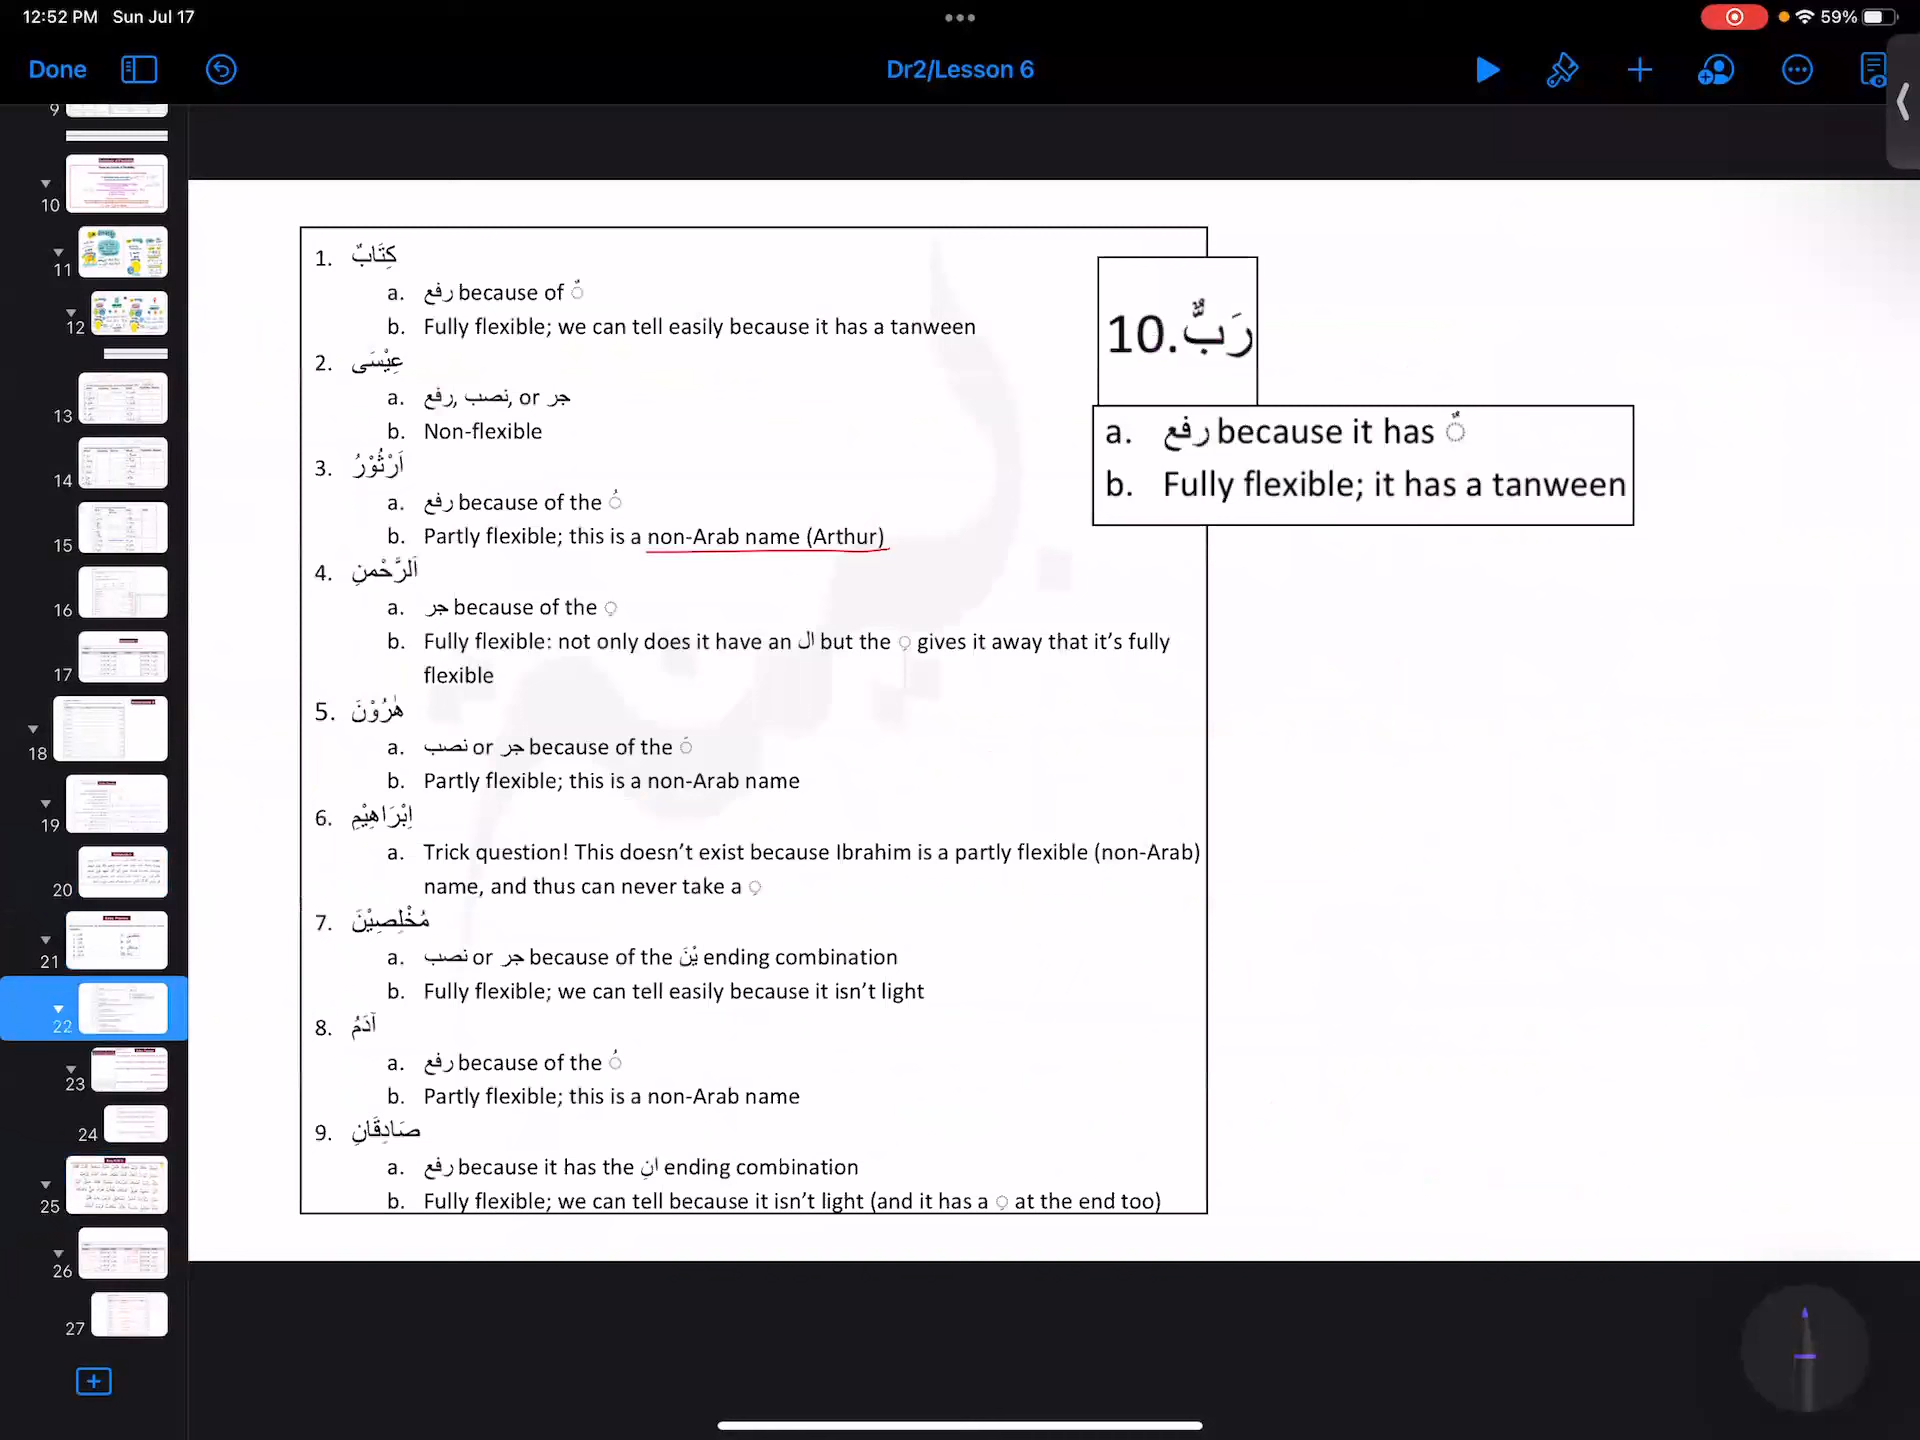 12:52 PM Sun Jul 17
59%
Done
Dr2/Lesson 6
9
10
11
12
13
14
15
16
17
18
19
20
21
22
23
24
25
26
27
1. كِتَابٌ
a. رفع because of ◌ٌ
b. Fully flexible; we can tell easily because it has a tanween
2. عِيْسَى
a. رفع, نصب, or جر
b. Non-flexible
3. اَرْثُوْرُ
a. رفع because of the ◌ُ
b. Partly flexible; this is a non-Arab name (Arthur)
4. اَلرَّحْمنِ
a. جر because of the ◌ِ
b. Fully flexible: not only does it have an ال but the ◌ِ gives it away that it’s fully
flexible
5. هٰرُوْنَ
a. نصب or جر because of the ◌َ
b. Partly flexible; this is a non-Arab name
6. اِبْرَاهِيْمِ
a. Trick question! This doesn’t exist because Ibrahim is a partly flexible (non-Arab)
name, and thus can never take a ◌ِ
7. مُخْلِصِيْنَ
a. نصب or جر because of the يْنَ ending combination
b. Fully flexible; we can tell easily because it isn’t light
8. آدَمُ
a. رفع because of the ◌ُ
b. Partly flexible; this is a non-Arab name
9. صَادِقَانِ
a. رفع because it has the انِ ending combination
b. Fully flexible; we can tell because it isn’t light (and it has a ◌ِ at the end too)
10. رَبٌّ
a. رفع because it has ◌ٌ
b. Fully flexible; it has a tanween